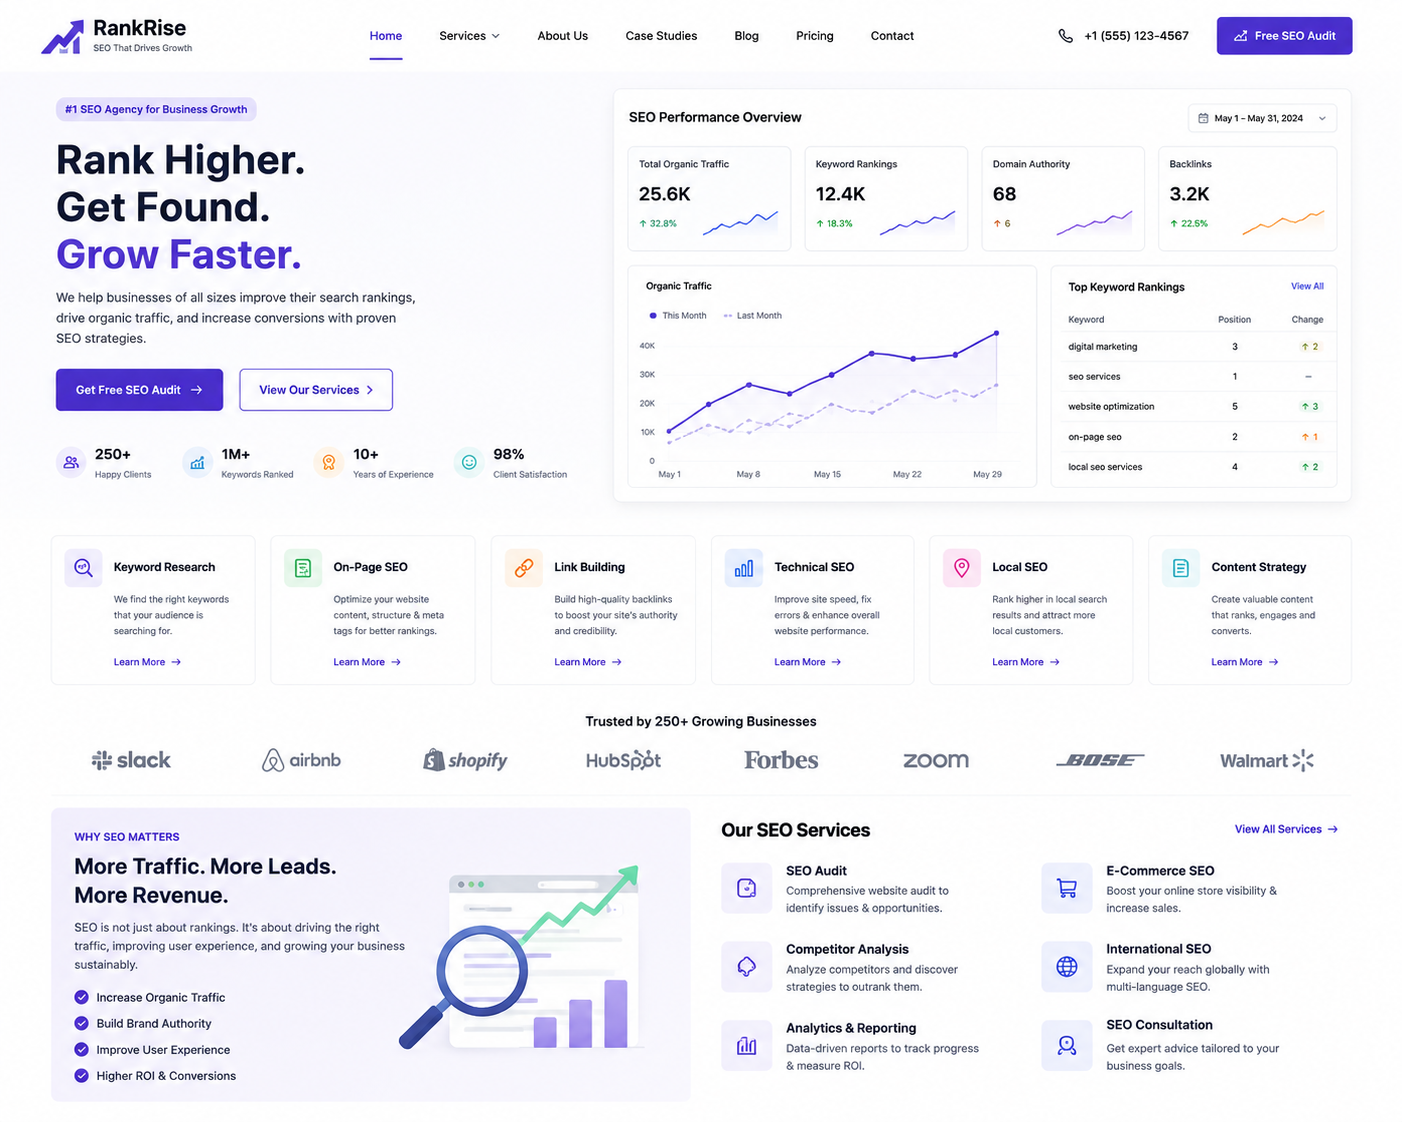 RankRise
SEO That Drives Growth
Home
Services
About Us
Case Studies
Blog
Pricing
Contact
+1 (555) 123-4567
Free SEO Audit
#1 SEO Agency for Business Growth
Rank Higher.
Get Found.
Grow Faster.
We help businesses of all sizes improve their search rankings,
drive organic traffic, and increase conversions with proven
SEO strategies.
Get Free SEO Audit
View Our Services
250+
Happy Clients
1M+
Keywords Ranked
10+
Years of Experience
98%
Client Satisfaction
SEO Performance Overview
May 1 – May 31, 2024
Total Organic Traffic
25.6K
↑ 32.8%
Keyword Rankings
12.4K
↑ 18.3%
Domain Authority
68
↑ 6
Backlinks
3.2K
↑ 22.5%
Organic Traffic
This Month
Last Month
40K
30K
20K
10K
0
May 1
May 8
May 15
May 22
May 29
Top Keyword Rankings
View All
Keyword Position Change
digital marketing 3 ↑ 2
seo services 1 –
website optimization 5 ↑ 3
on-page seo 2 ↑ 1
local seo services 4 ↑ 2
Keyword Research
We find the right keywords
that your audience is
searching for.
Learn More →
On-Page SEO
Optimize your website
content, structure & meta
tags for better rankings.
Learn More →
Link Building
Build high-quality backlinks
to boost your site's authority
and credibility.
Learn More →
Technical SEO
Improve site speed, fix
errors & enhance overall
website performance.
Learn More →
Local SEO
Rank higher in local search
results and attract more
local customers.
Learn More →
Content Strategy
Create valuable content
that ranks, engages and
converts.
Learn More →
Trusted by 250+ Growing Businesses
slack
airbnb
shopify
HubSpot
Forbes
zoom
BOSE
Walmart
WHY SEO MATTERS
More Traffic. More Leads.
More Revenue.
SEO is not just about rankings. It's about driving the right
traffic, improving user experience, and growing your business
sustainably.
Increase Organic Traffic
Build Brand Authority
Improve User Experience
Higher ROI & Conversions
Our SEO Services
View All Services →
SEO Audit
Comprehensive website audit to
identify issues & opportunities.
E-Commerce SEO
Boost your online store visibility &
increase sales.
Competitor Analysis
Analyze competitors and discover
strategies to outrank them.
International SEO
Expand your reach globally with
multi-language SEO.
Analytics & Reporting
Data-driven reports to track progress
& measure ROI.
SEO Consultation
Get expert advice tailored to your
business goals.